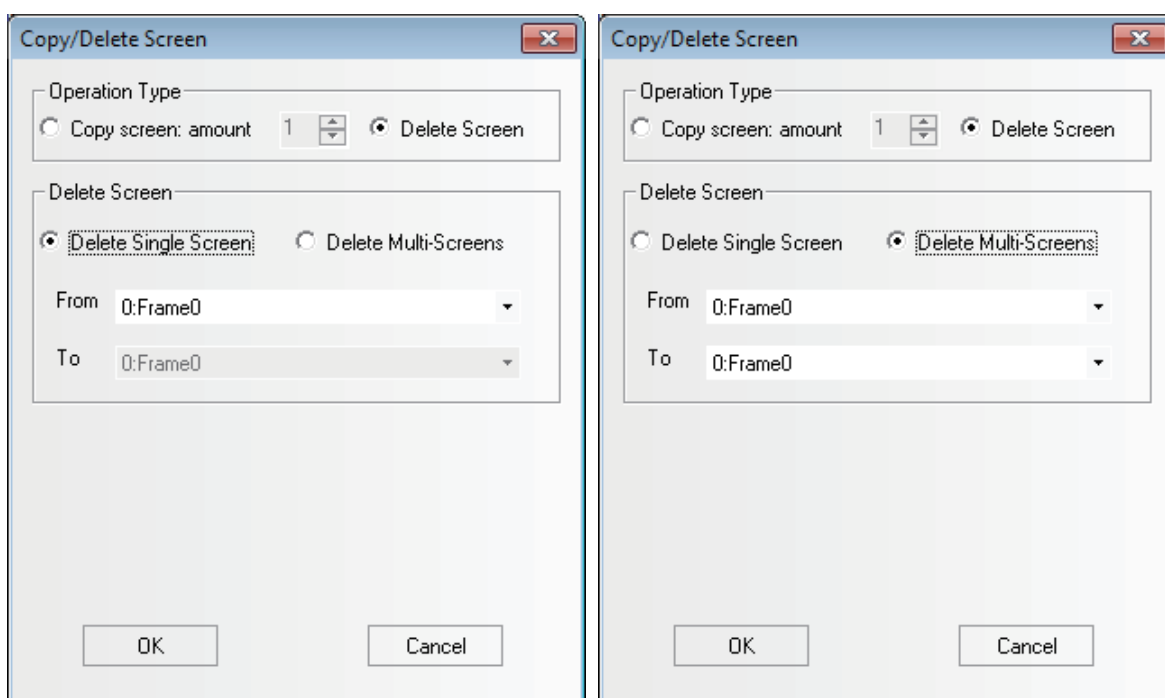 Copy/Delete Screen
Operation Type
Copy screen: amount 1 Delete Screen
Delete Screen
Delete Single Screen Delete Multi-Screens
From 0:Frame0
To 0:Frame0
OK Cancel
Copy/Delete Screen
Operation Type
Copy screen: amount 1 Delete Screen
Delete Screen
Delete Single Screen Delete Multi-Screens
From 0:Frame0
To 0:Frame0
OK Cancel